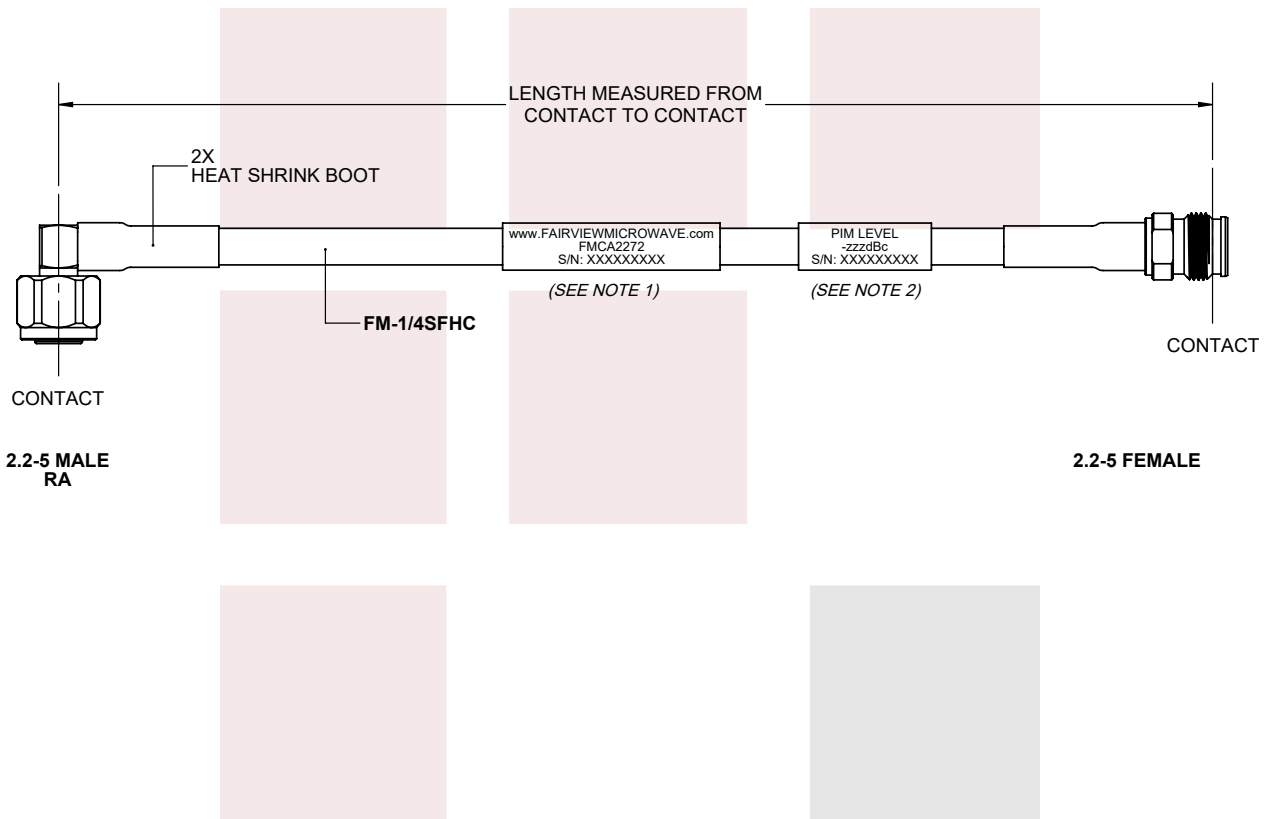 LENGTH MEASURED FROM
CONTACT TO CONTACT
2X
HEAT SHRINK BOOT
www.FAIRVIEWMICROWAVE.com
FMCA2272
S/N: XXXXXXXXX
PIM LEVEL
-zzzdBc
S/N: XXXXXXXXX
(SEE NOTE 1)
(SEE NOTE 2)
FM-1/4SFHC
CONTACT
CONTACT
2.2-5 MALE
RA
2.2-5 FEMALE